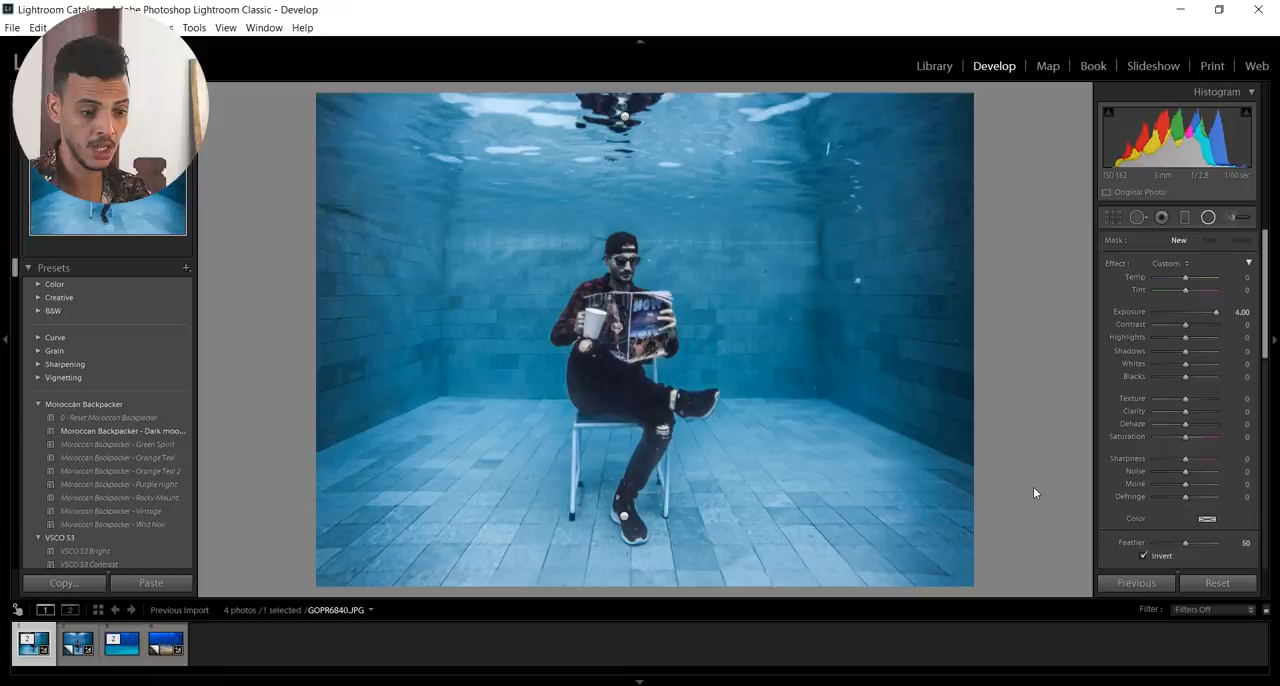 Lightroom Catalog - Adobe Photoshop Lightroom Classic - Develop
File Edit Tools View Window Help
Library | Develop | Map | Book | Slideshow | Print | Web
Histogram
ISO 162 3 mm f / 2.8 1/60 sec
Original Photo
Mask : New
Effect : Custom
Temp 0
Tint 0
Exposure 4.00
Contrast 0
Highlights 0
Shadows 0
Whites 0
Blacks 0
Texture 0
Clarity 0
Dehaze 0
Saturation 0
Sharpness 0
Noise 0
Moiré 0
Defringe 0
Color
Feather 50
Invert
Previous Reset
Presets +
Color
Creative
B&W
Curve
Grain
Sharpening
Vignetting
Moroccan Backpacker
0 - Reset Moroccan Backpacker
Moroccan Backpacker - Dark moo...
Moroccan Backpacker - Green Spirit
Moroccan Backpacker - Orange Teal
Moroccan Backpacker - Orange Teal 2
Moroccan Backpacker - Purple night
Moroccan Backpacker - Rocky Mount...
Moroccan Backpacker - Vintage
Moroccan Backpacker - Wild Noir
VSCO S3
VSCO S3 Bright
VSCO S3 Contrast
Copy... Paste
NOW
1 2 Previous Import 4 photos / 1 selected / GOPR6840.JPG Filter : Filters Off
1 2 2